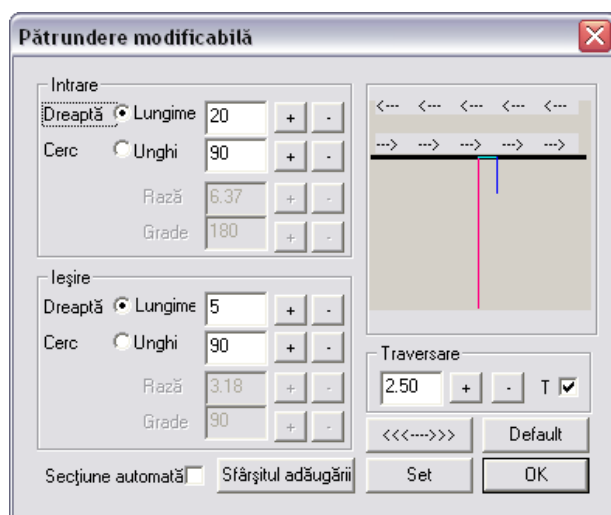 Pătrundere modificabilă
Intrare
Dreaptă Lungime 20 + -
Cerc Unghi 90 + -
Rază 6.37 + -
Grade 180 + -
<--- <--- <--- <--- <---
---> ---> ---> ---> --->
Ieşire
Dreaptă Lungime 5 + -
Cerc Unghi 90 + -
Rază 3.18 + -
Grade 90 + -
Traversare
2.50 + - T
<<<---->>> Default
Secţiune automată Sfârşitul adăugării Set OK